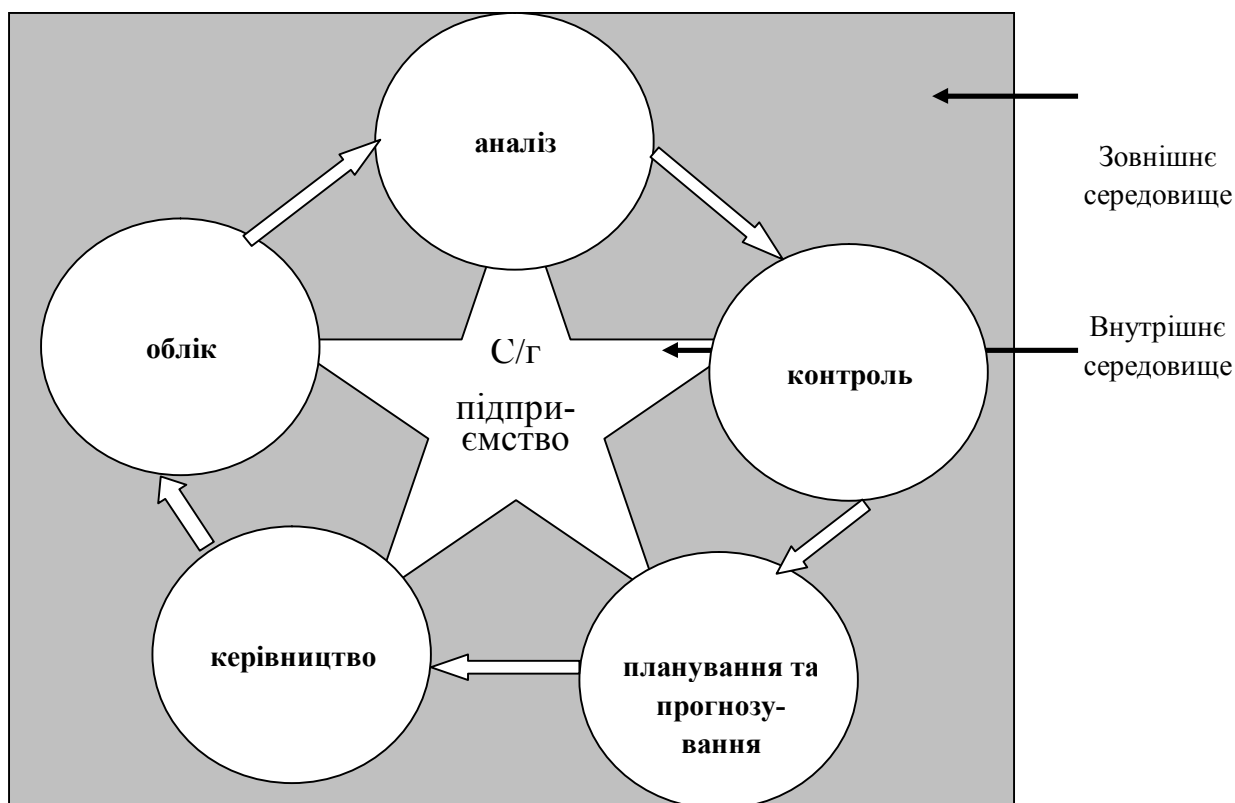 аналіз
Зовнішнє
середовище
облік
С/г
підпри-
ємство
контроль
Внутрішнє
середовище
керівництво
планування та
прогнозу-
вання